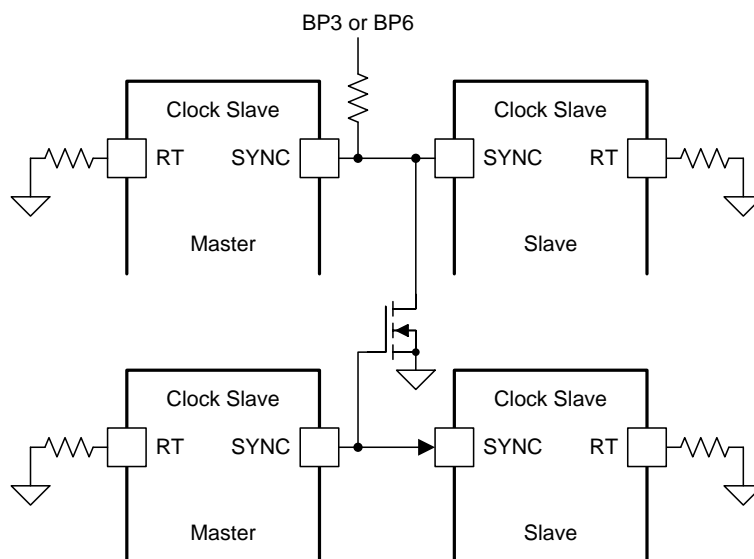 BP3 or BP6
Clock Slave
Clock Slave
RT
SYNC
SYNC
RT
Master
Slave
Clock Slave
Clock Slave
RT
SYNC
SYNC
RT
Master
Slave